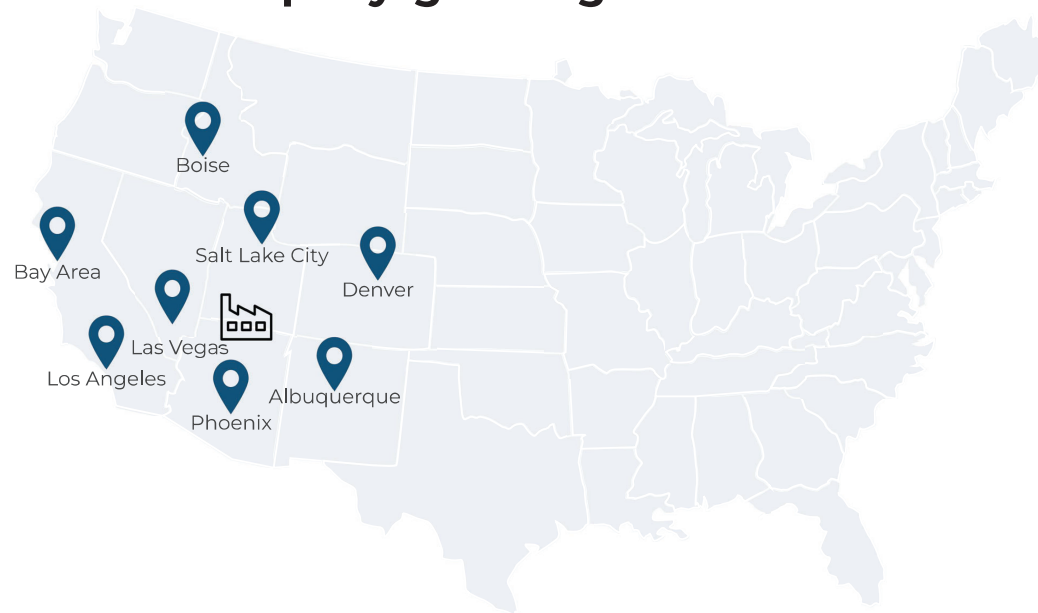 Boise
Salt Lake City
Bay Area
Denver
Las Vegas
Los Angeles
Albuquerque
Phoenix